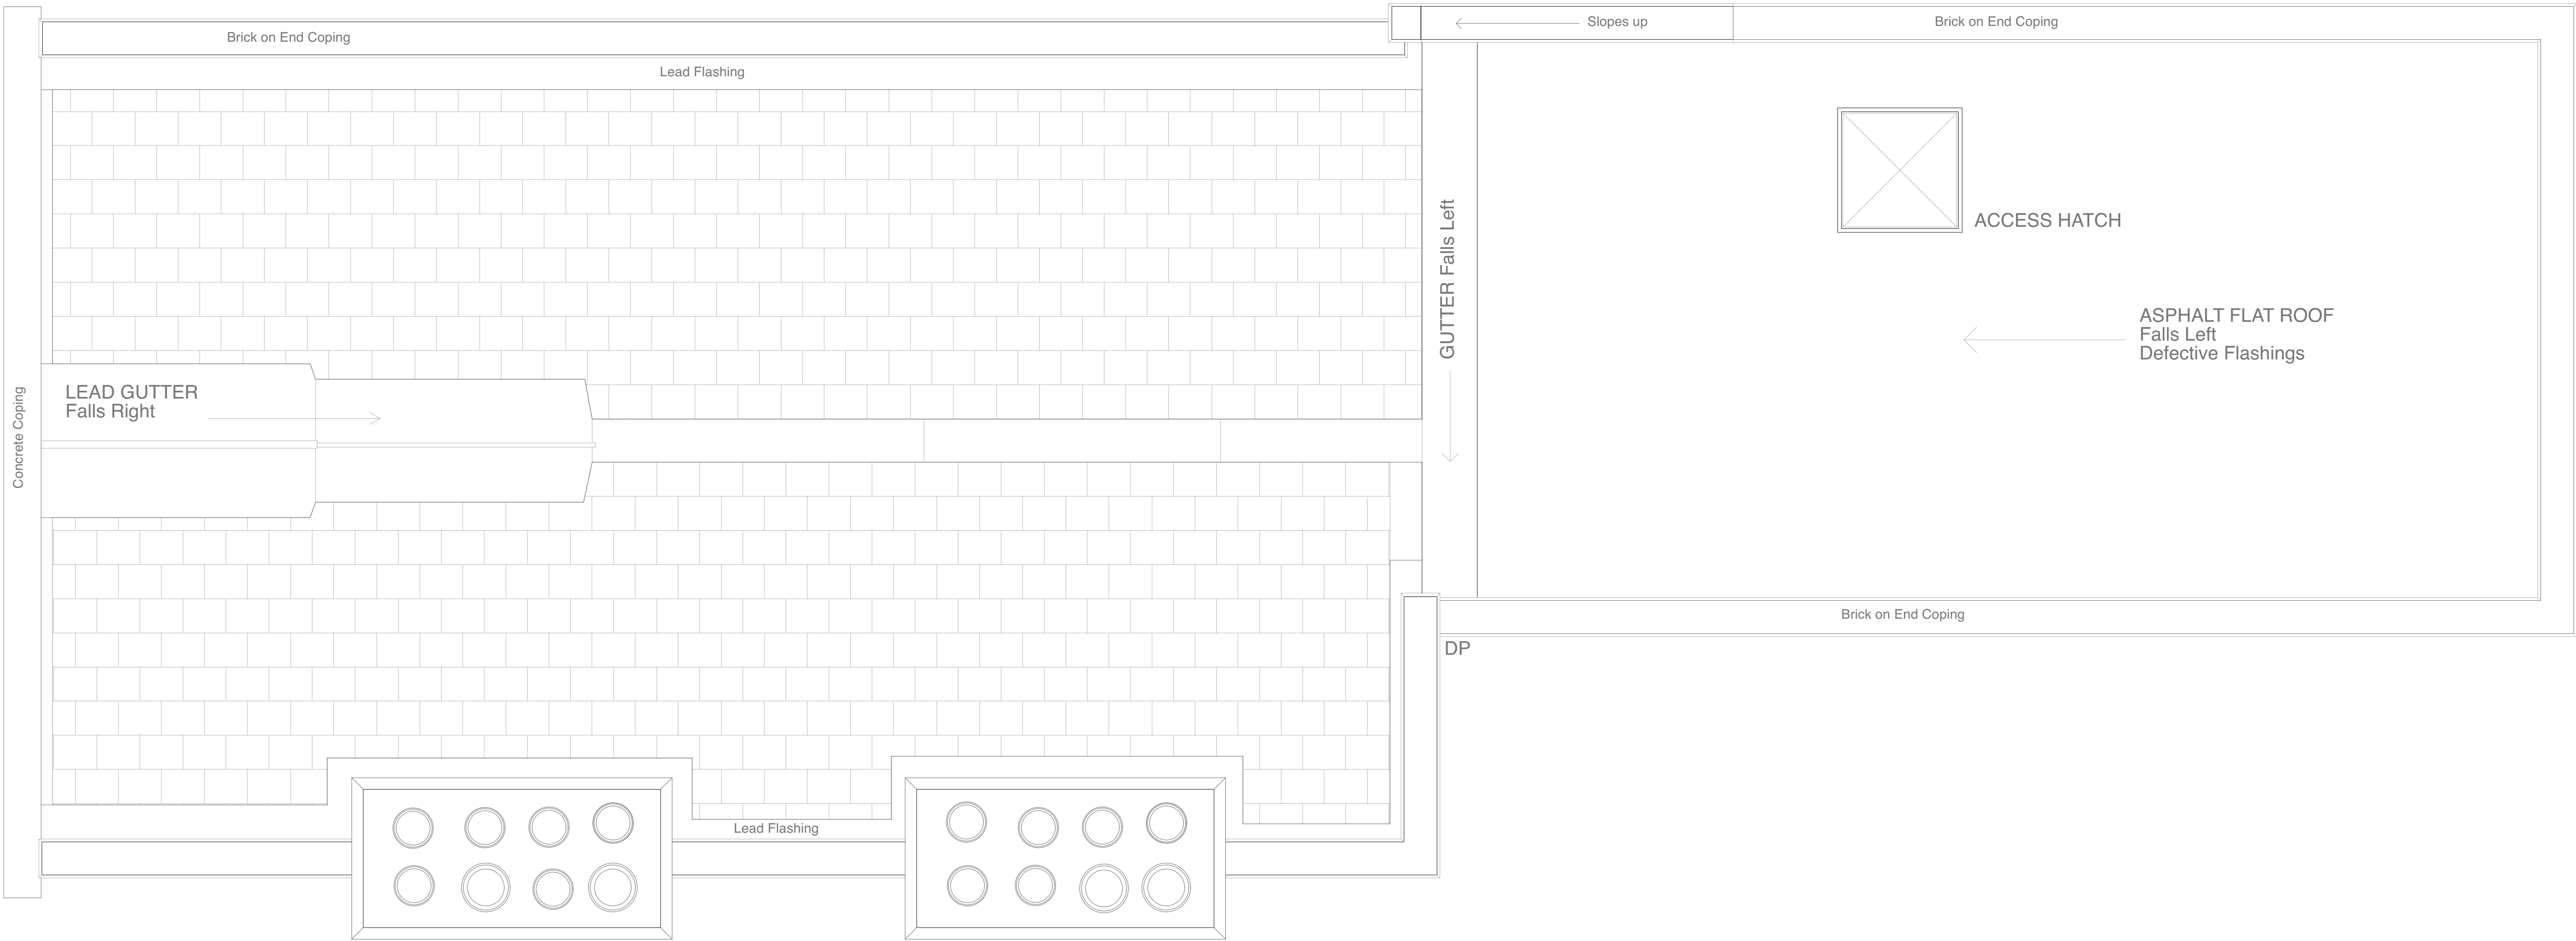 Brick on End Coping
Slopes up
Brick on End Coping
Lead Flashing
ACCESS HATCH
GUTTER Falls Left
ASPHALT FLAT ROOF
Falls Left
Defective Flashings
LEAD GUTTER
Falls Right
Concrete Coping
Brick on End Coping
DP
Lead Flashing